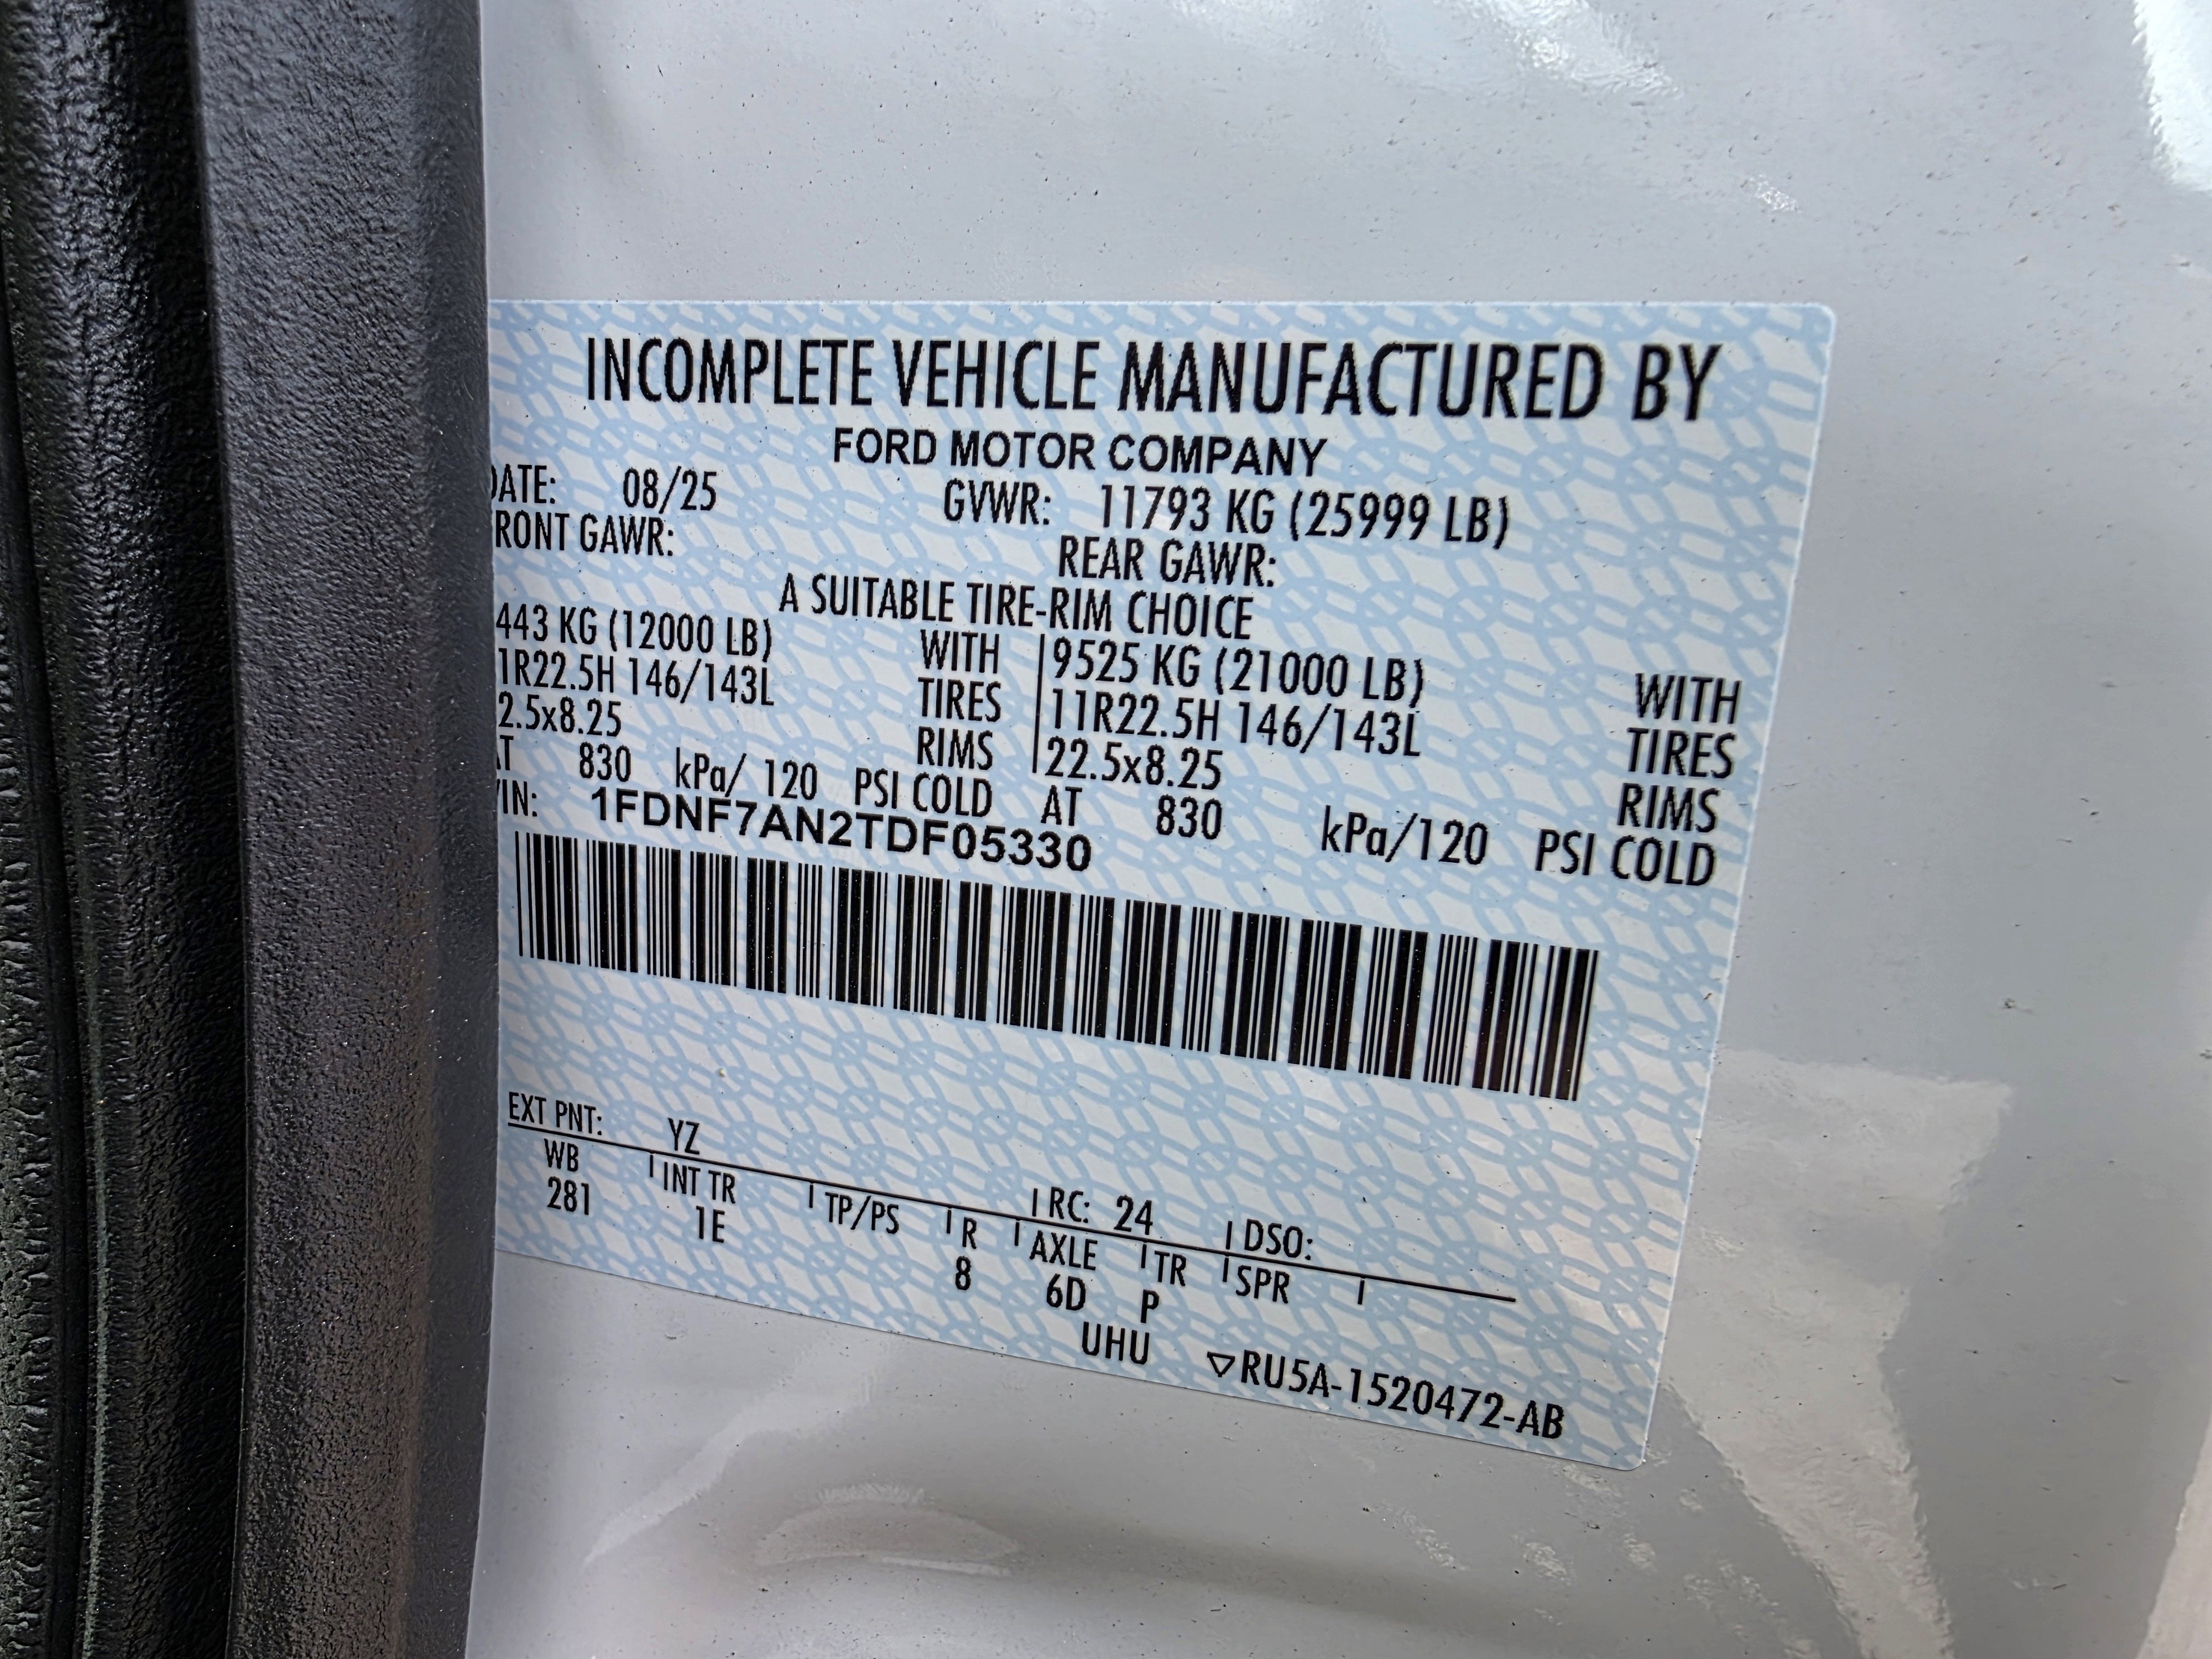 INCOMPLETE VEHICLE MANUFACTURED BY
FORD MOTOR COMPANY
DATE: 08/25 GVWR: 11793 KG (25999 LB)
RONT GAWR: REAR GAWR:
A SUITABLE TIRE-RIM CHOICE
443 KG (12000 LB) WITH 9525 KG (21000 LB) WITH
1R22.5H 146/143L TIRES 11R22.5H 146/143L TIRES
2.5x8.25 RIMS 22.5x8.25 RIMS
AT 830 kPa/ 120 PSI COLD AT 830 kPa/120 PSI COLD
VIN: 1FDNF7AN2TDF05330
EXT PNT: YZ RC: 24 DSO:
WB INT TR TP/PS R AXLE TR SPR
281 1E 8 6D P
UHU
▽RU5A-1520472-AB